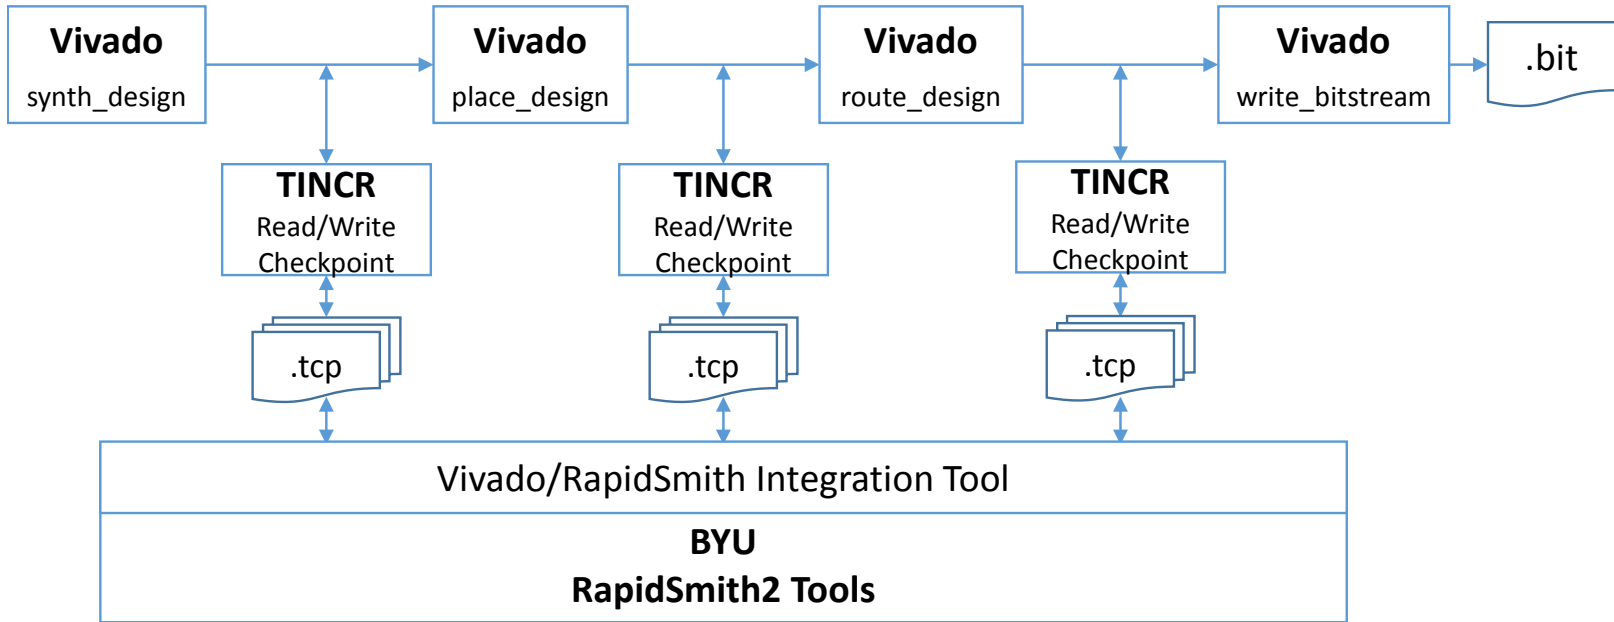 Vivado
synth_design
Vivado
place_design
Vivado
route_design
Vivado
write_bitstream
.bit
TINCR
Read/Write
Checkpoint
TINCR
Read/Write
Checkpoint
TINCR
Read/Write
Checkpoint
.tcp
.tcp
.tcp
Vivado/RapidSmith Integration Tool
BYU
RapidSmith2 Tools